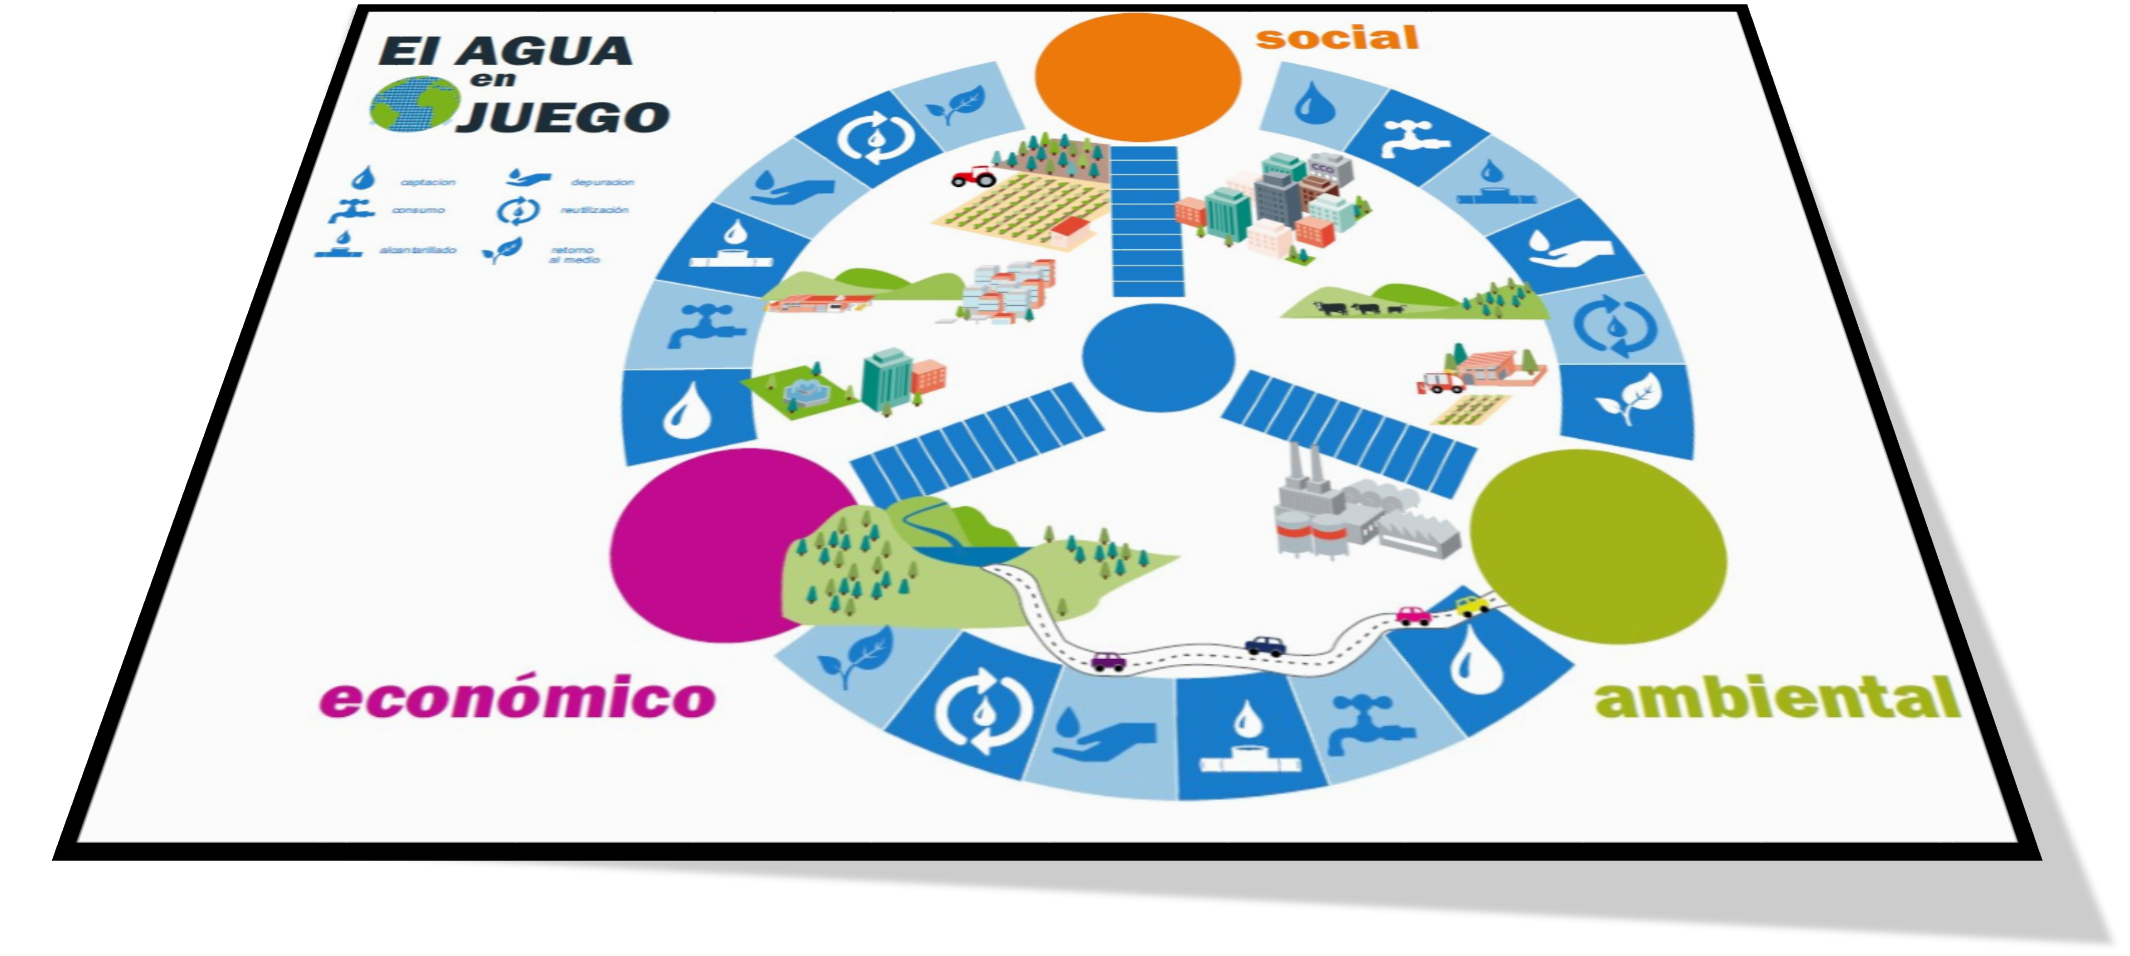 El AGUA
en
JUEGO
social
captacion
depuracion
consumo
reutilización
alcantarillado
retorno
al medio
económico
ambiental